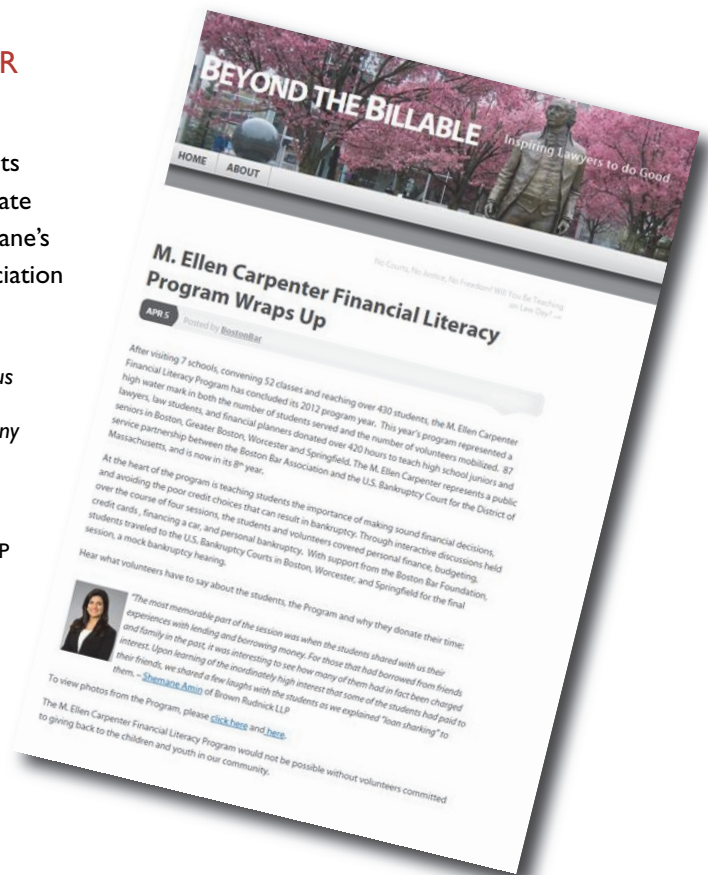 R
ts
ate
ane's
ciation
us
ny
P
BEYOND THE BILLABLE
Inspiring Lawyers to do Good
HOME ABOUT
No Courts, No Justice, No Freedom! Will You Be Teaching
on Law Day? →
M. Ellen Carpenter Financial Literacy
Program Wraps Up
APR 5 Posted by BostonBar
After visiting 7 schools, convening 52 classes and reaching over 430 students, the M. Ellen Carpenter
Financial Literacy Program has concluded its 2012 program year. This year's program represented a
high water mark in both the number of students served and the number of volunteers mobilized. 87
lawyers, law students, and financial planners donated over 420 hours to teach high school juniors and
seniors in Boston, Greater Boston, Worcester and Springfield. The M. Ellen Carpenter represents a public
service partnership between the Boston Bar Association and the U.S. Bankruptcy Court for the District of
Massachusetts, and is now in its 8th year.
At the heart of the program is teaching students the importance of making sound financial decisions,
and avoiding the poor credit choices that can result in bankruptcy. Through interactive discussions held
over the course of four sessions, the students and volunteers covered personal finance, budgeting,
credit cards , financing a car, and personal bankruptcy. With support from the Boston Bar Foundation,
students traveled to the U.S. Bankruptcy Courts in Boston, Worcester, and Springfield for the final
session, a mock bankruptcy hearing.
Hear what volunteers have to say about the students, the Program and why they donate their time:
"The most memorable part of the session was when the students shared with us their
experiences with lending and borrowing money. For those that had borrowed from friends
and family in the past, it was interesting to see how many of them had in fact been charged
interest. Upon learning of the inordinately high interest that some of the students had paid to
their friends, we shared a few laughs with the students as we explained "loan sharking" to
them. – Shemane Amin of Brown Rudnick LLP
To view photos from the Program, please click here and here.
The M. Ellen Carpenter Financial Literacy Program would not be possible without volunteers committed
to giving back to the children and youth in our community.